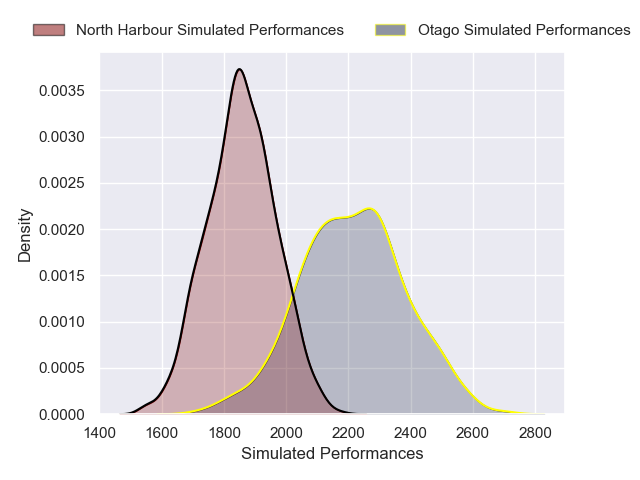 North Harbour Simulated Performances
Otago Simulated Performances
0.0035
0.0030
0.0025
0.0020
0.0015
0.0010
0.0005
0.0000
Density
1400 1600 1800 2000 2200 2400 2600 2800
Simulated Performances